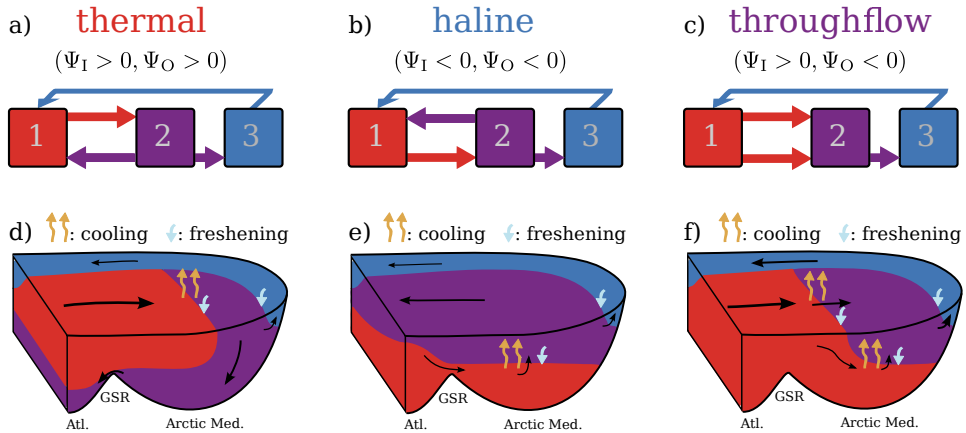 a) thermal
(Ψ_I > 0, Ψ_O > 0)
1 2 3
b) haline
(Ψ_I < 0, Ψ_O < 0)
1 2 3
c) throughflow
(Ψ_I > 0, Ψ_O < 0)
1 2 3
d) : cooling : freshening
GSR
Atl. Arctic Med.
e) : cooling : freshening
GSR
Atl. Arctic Med.
f) : cooling : freshening
GSR
Atl. Arctic Med.